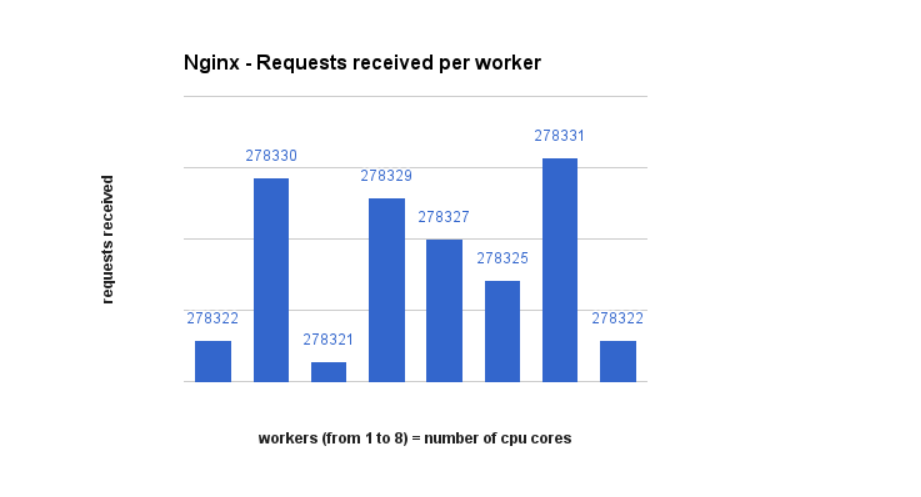 Nginx - Requests received per worker
requests received
278322
278330
278321
278329
278327
278325
278331
278322
workers (from 1 to 8) = number of cpu cores